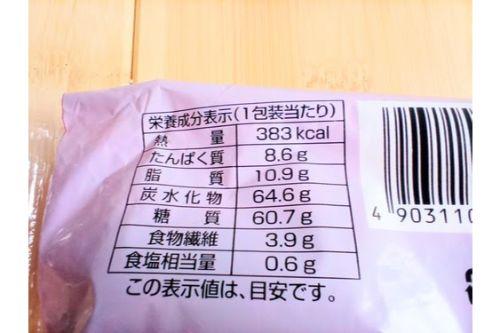 栄養成分表示(1包装当たり)
熱量 383kcal
たんぱく質 8.6g
脂質 10.9g
炭水化物 64.6g
糖質 60.7g
食物繊維 3.9g
食塩相当量 0.6g
この表示値は、目安です。
4 903110